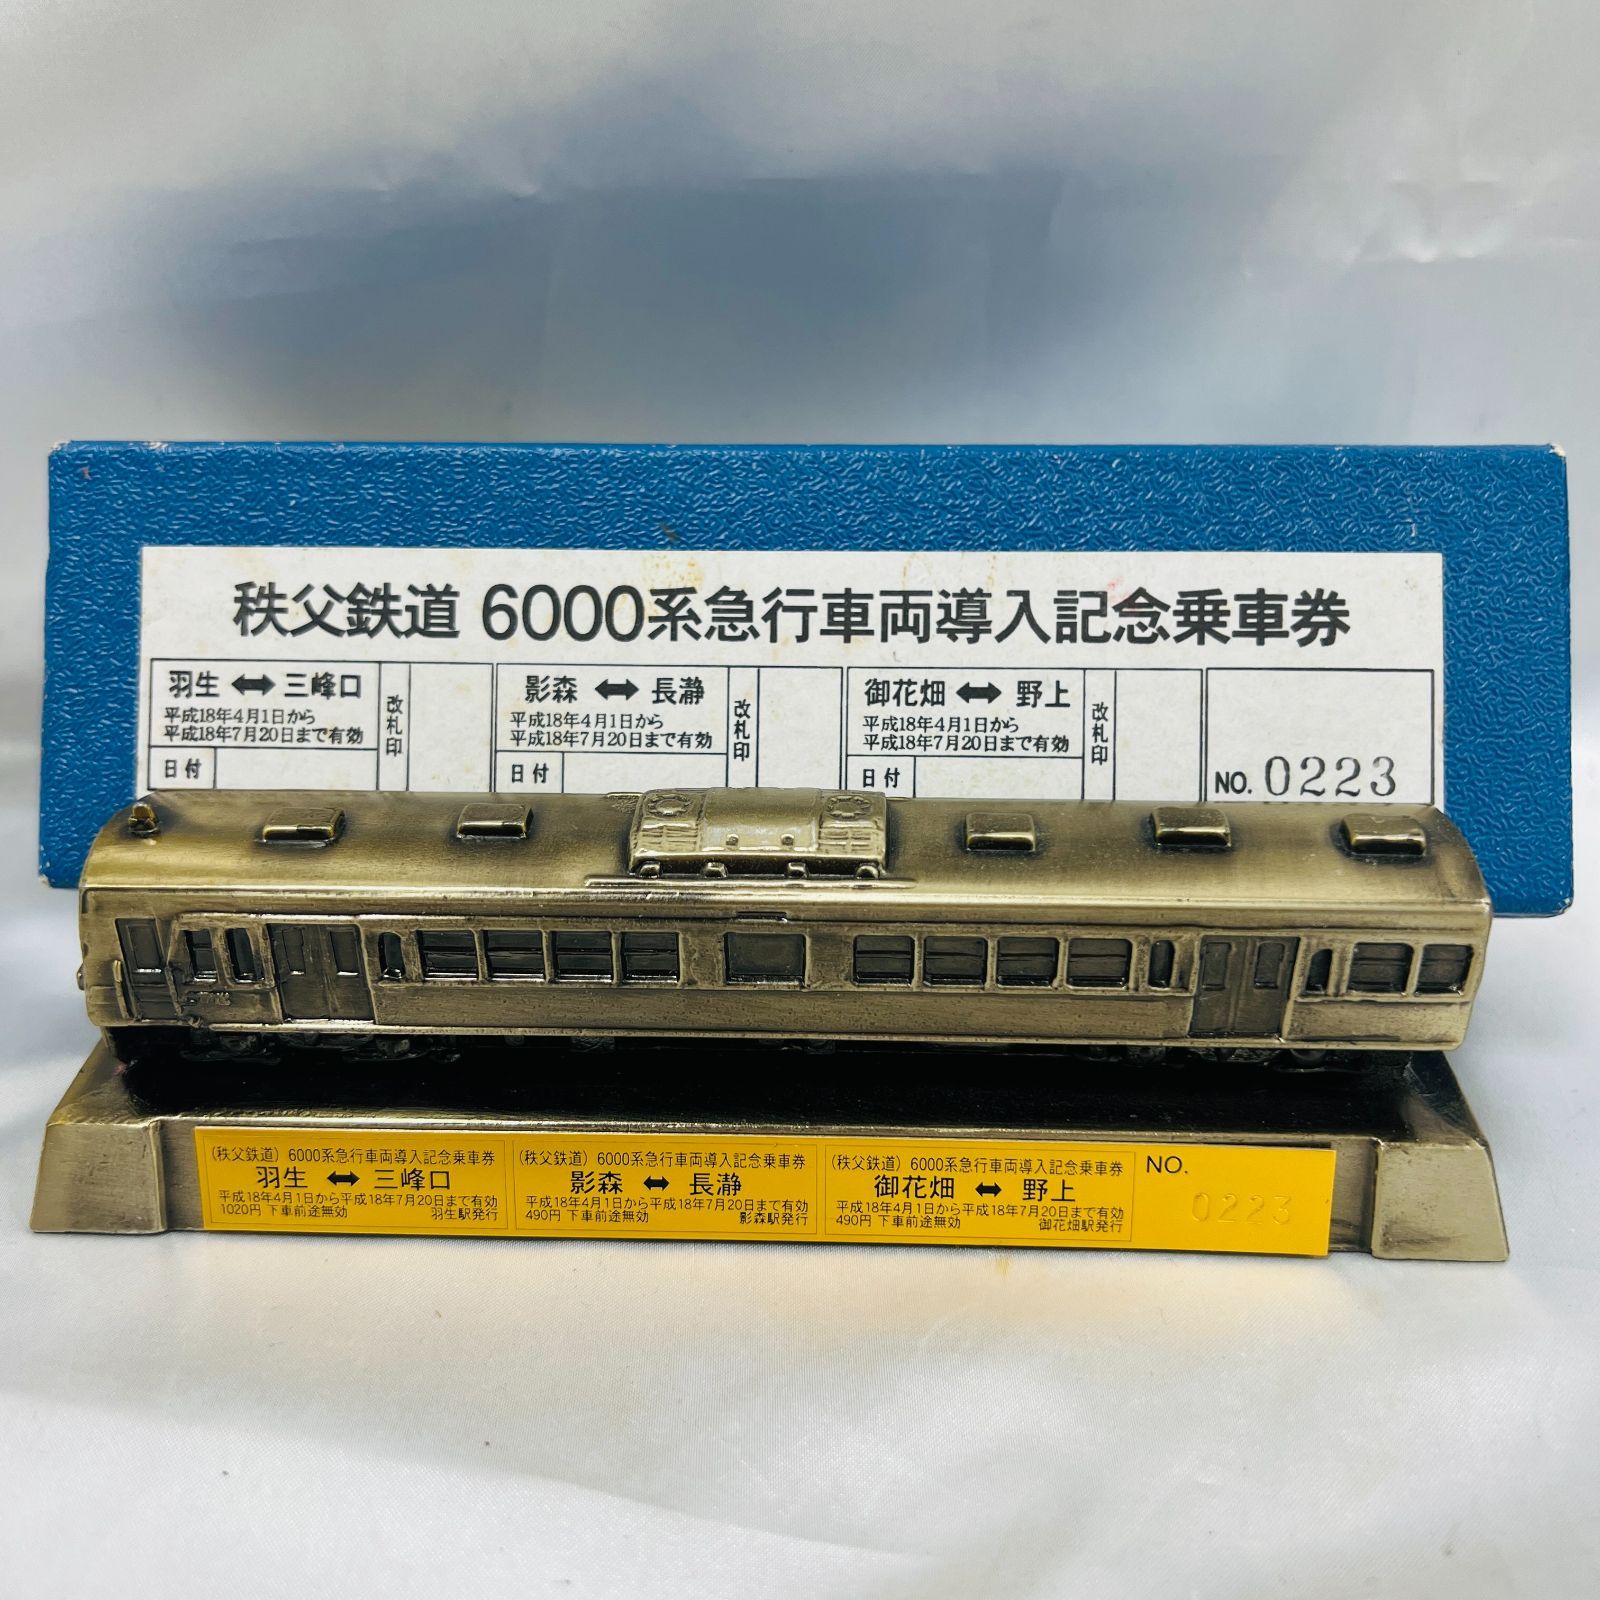 秩父鉄道 6000系急行車両導入記念乗車券
羽生 ⟷ 三峰口
平成18年4月1日から
平成18年7月20日まで有効
日付
改札印
影森 ⟷ 長瀞
平成18年4月1日から
平成18年7月20日まで有効
日付
改札印
御花畑 ⟷ 野上
平成18年4月1日から
平成18年7月20日まで有効
日付
改札印
NO. 0223
(秩父鉄道) 6000系急行車両導入記念乗車券
羽生 ⟷ 三峰口
平成18年4月1日から平成18年7月20日まで有効
1020円 下車前途無効 羽生駅発行
(秩父鉄道) 6000系急行車両導入記念乗車券
影森 ⟷ 長瀞
平成18年4月1日から平成18年7月20日まで有効
490円 下車前途無効 影森駅発行
(秩父鉄道) 6000系急行車両導入記念乗車券
御花畑 ⟷ 野上
平成18年4月1日から平成18年7月20日まで有効
490円 下車前途無効 御花畑駅発行
NO.
0223